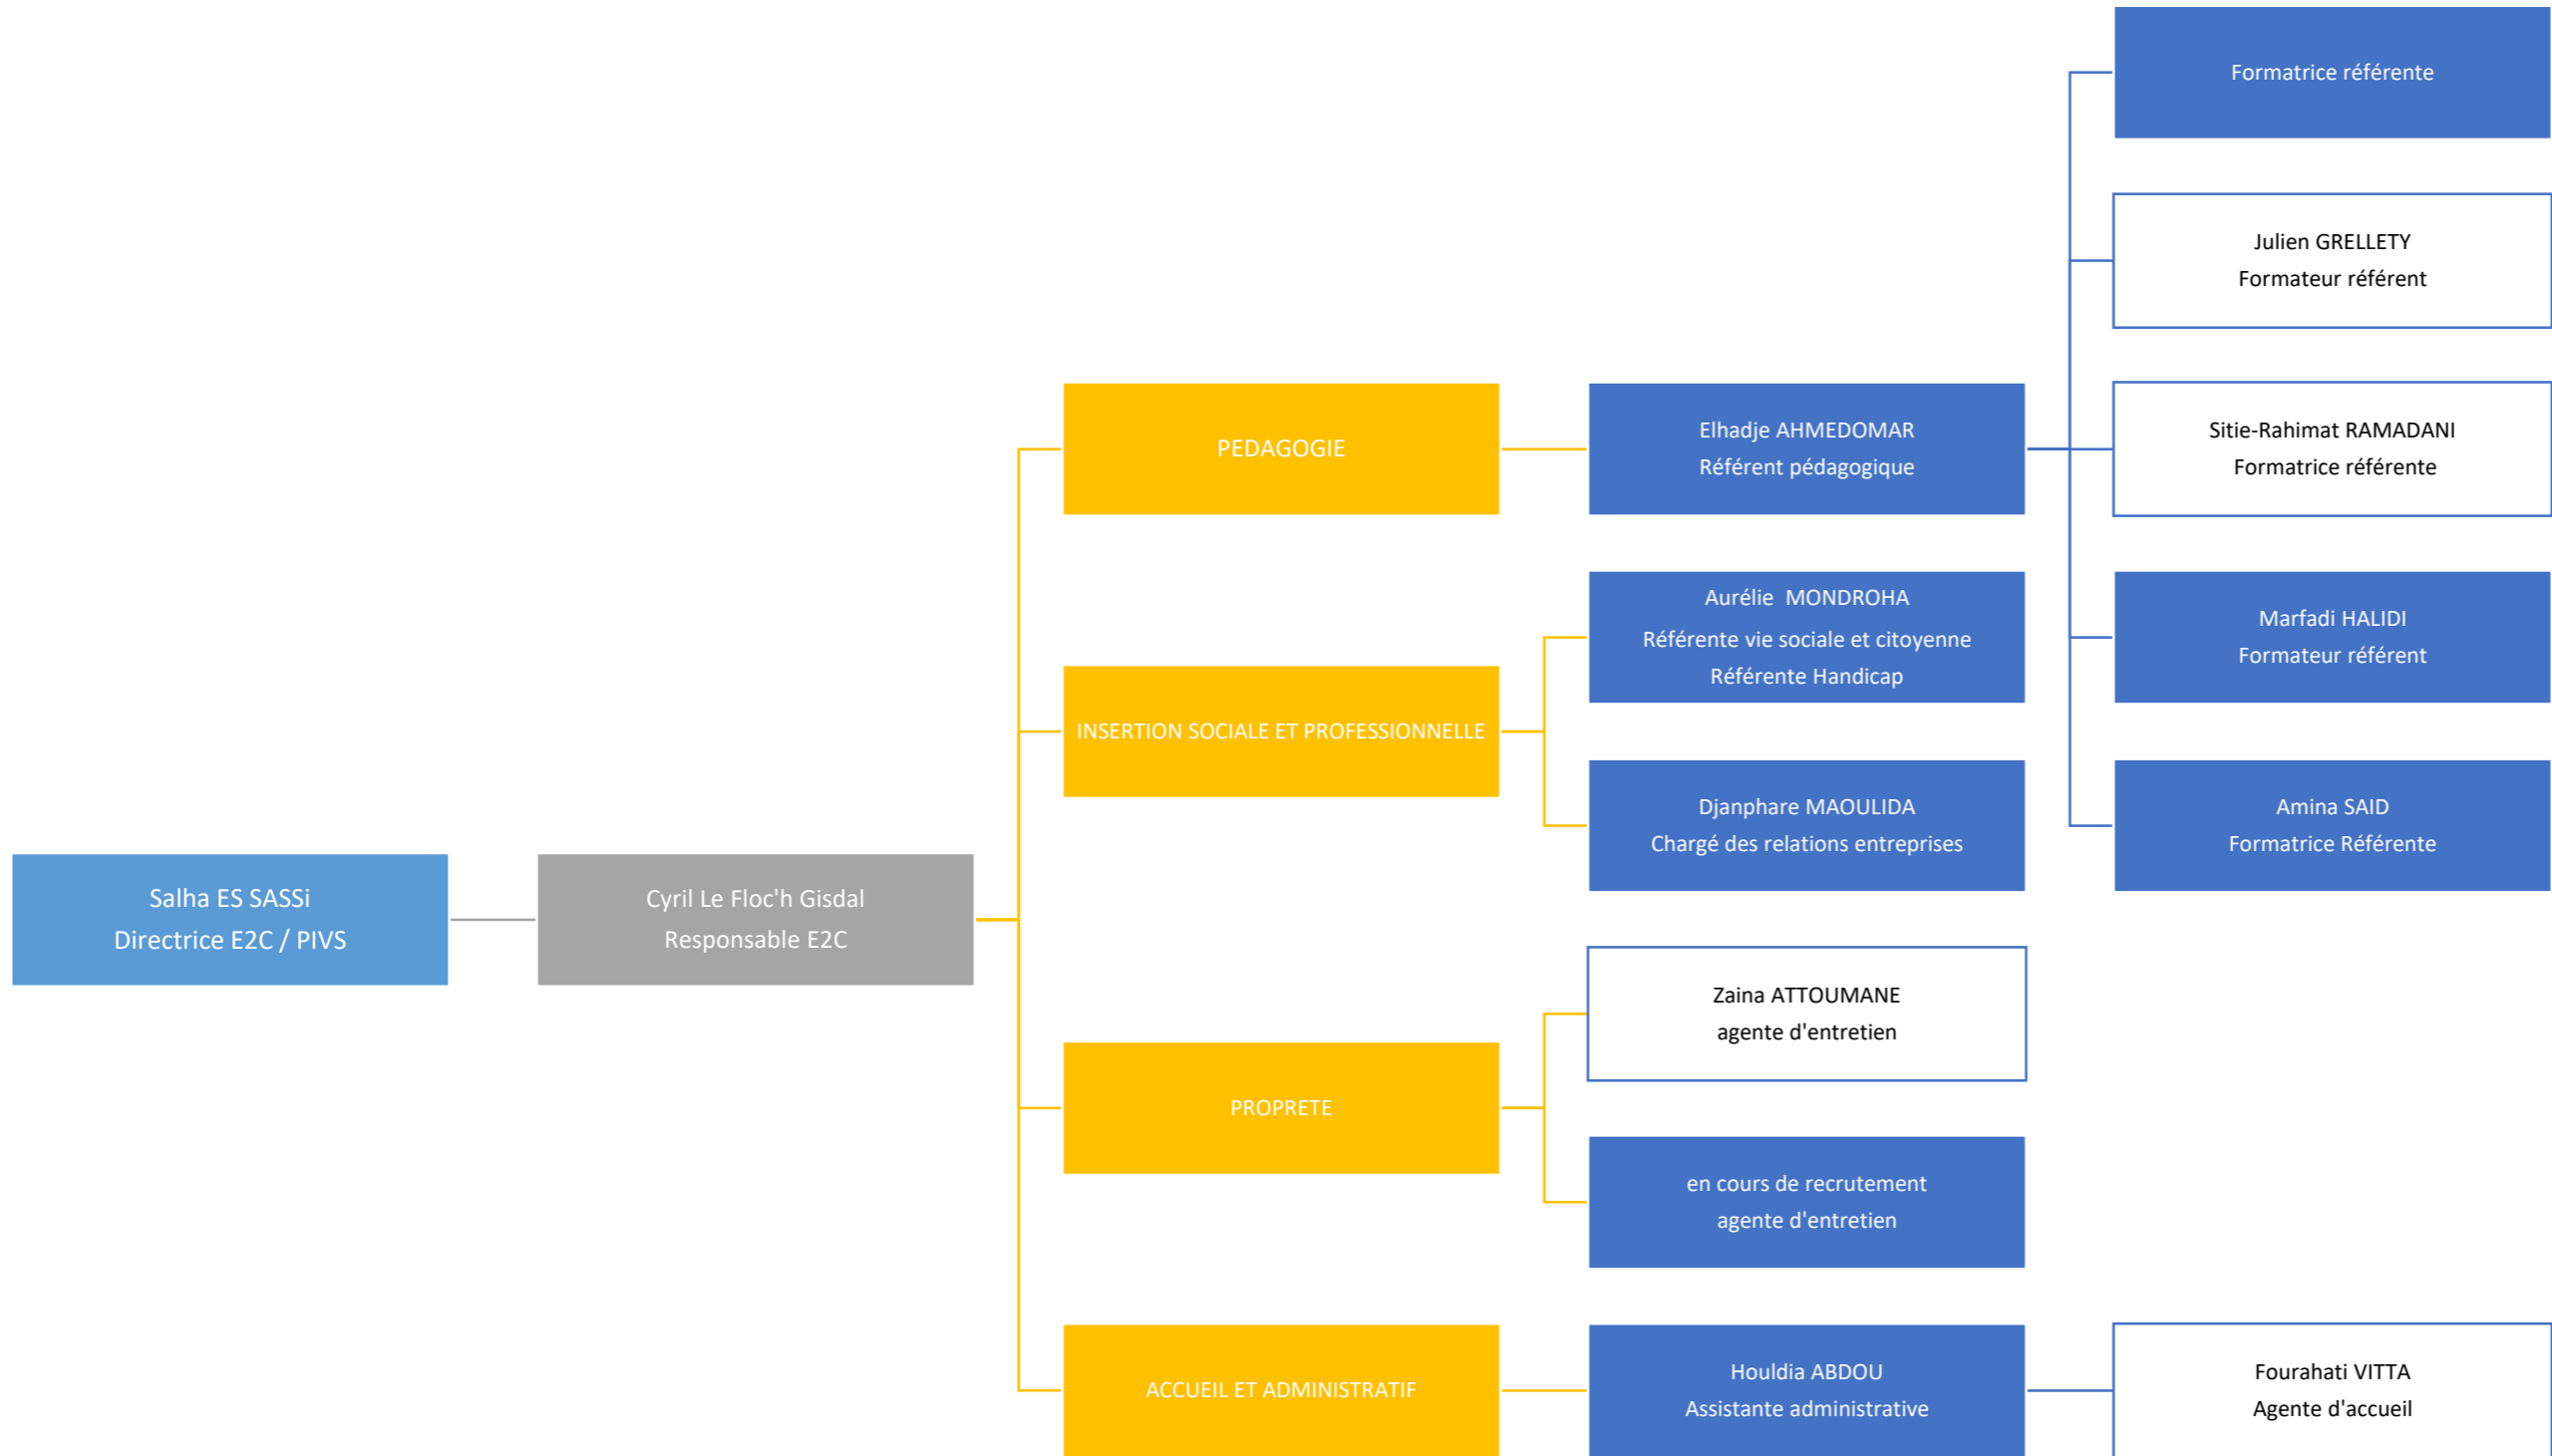 Salha ES SASSi
Directrice E2C / PIVS
Cyril Le Floc'h Gisdal
Responsable E2C
PEDAGOGIE
Elhadje AHMEDOMAR
Référent pédagogique
Formatrice référente
Julien GRELLETY
Formateur référent
Sitie-Rahimat RAMADANI
Formatrice référente
Marfadi HALIDI
Formateur référent
Amina SAID
Formatrice Référente
INSERTION SOCIALE ET PROFESSIONNELLE
Aurélie MONDROHA
Référente vie sociale et citoyenne
Référente Handicap
Djanphare MAOULIDA
Chargé des relations entreprises
PROPRETE
Zaina ATTOUMANE
agente d'entretien
en cours de recrutement
agente d'entretien
ACCUEIL ET ADMINISTRATIF
Houldia ABDOU
Assistante administrative
Fourahati VITTA
Agente d'accueil